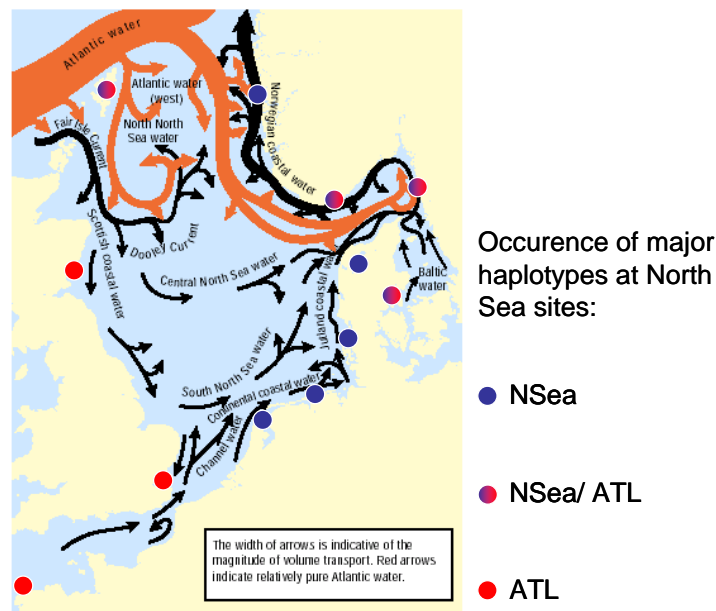 Atlantic water
Atlantic water
(west)
North North
Sea water
Fair Isle Current
Norwegian coastal water
Dooley Current
Scottish coastal water
Central North Sea water
Jutland coastal water
Baltic
water
South North Sea water
Continental coastal water
Channel water
The width of arrows is indicative of the
magnitude of volume transport. Red arrows
indicate relatively pure Atlantic water.
Occurence of major
haplotypes at North
Sea sites:
NSea
NSea/ ATL
ATL